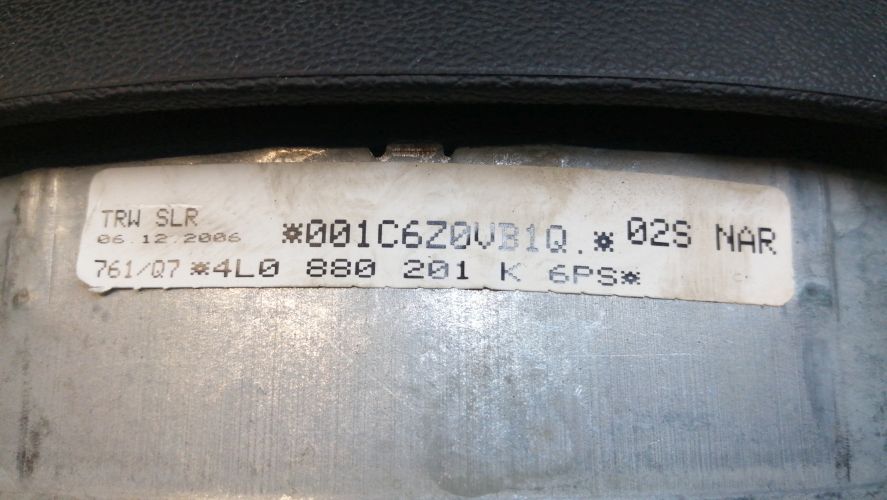 TRW SLR
06.12.2006 *001C6Z0VB1Q.* 02S NAR
761/Q7 *4L0 880 201 K 6PS*